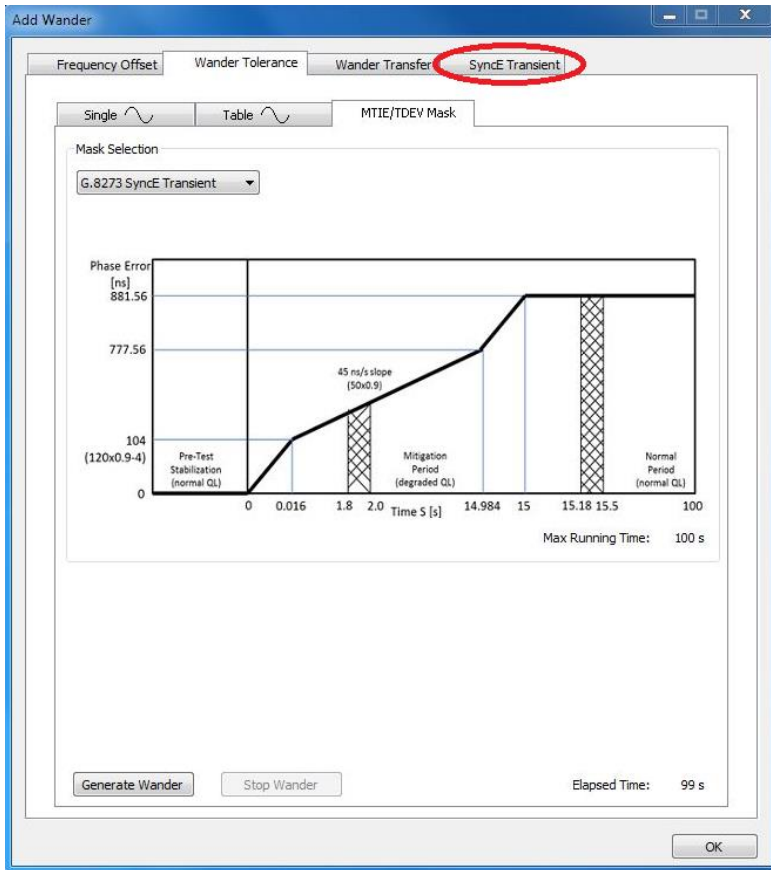 Add Wander
Frequency Offset Wander Tolerance Wander Transfer SyncE Transient
Single Table MTIE/TDEV Mask
Mask Selection
G.8273 SyncE Transient
Phase Error
[ns]
881.56
777.56
45 ns/s slope
(50x0.9)
104
(120x0.9-4)
Pre-Test
Stabilization
(normal QL)
Mitigation
Period
(degraded QL)
Normal
Period
(normal QL)
0
0 0.016 1.8 2.0 Time S [s] 14.984 15 15.18 15.5 100
Max Running Time: 100 s
Generate Wander Stop Wander Elapsed Time: 99 s
OK